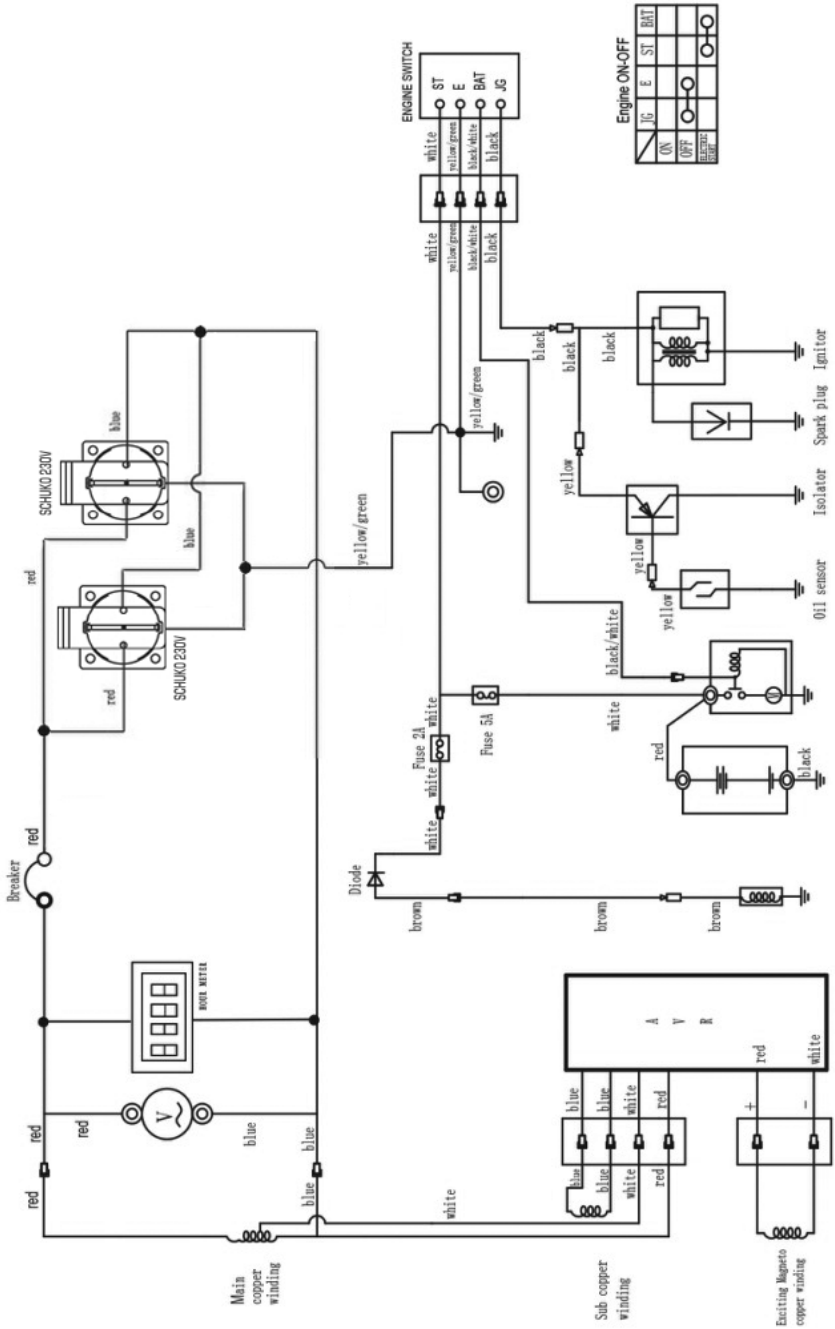 ENGINE SWITCH
ST
E
BAT
JG
white
yellow/green
black/white
black
white
yellow/green
black/white
black
Engine ON-OFF
JG
E
ST
BAT
ON
OFF
ELECTRIC START
SCHUKO 230V
blue
red
blue
SCHUKO 230V
red
yellow/green
yellow/green
black
black
black
yellow
yellow
yellow
Ignitor
Spark plug
Isolator
Oil sensor
black/white
white
red
black
V
Fuse 2A
white
Fuse 5A
white
white
Diode
brown
brown
brown
Breaker
red
HOUR METER
V
red
red
blue
blue
red
blue
white
Main
copper
winding
A V R
blue
blue
white
red
blue
blue
white
red
red
white
+
-
Sub copper
winding
Exciting Magneto
copper winding